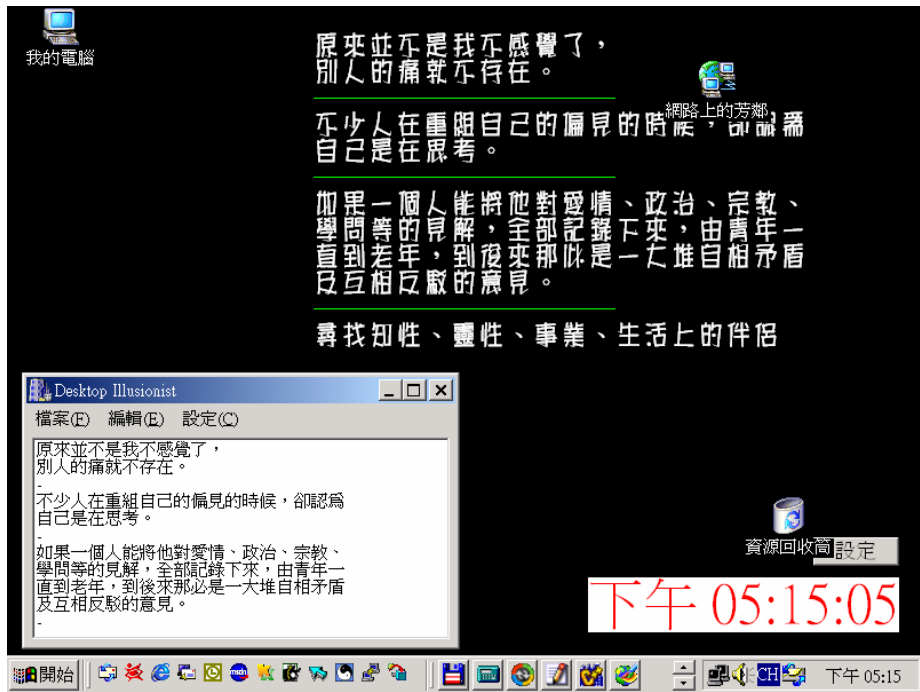 我的電腦
原來並不是我不感覺了，
別人的痛就不存在。
網路上的芳鄰
不少人在重組自己的偏見的時候，卻認為
自己是在思考。
如果一個人能將他對愛情、政治、宗教、
學問等的見解，全部記錄下來，由青年一
直到老年，到後來那必是一大堆自相矛盾
及互相反駁的意見。
尋找知性、靈性、事業、生活上的伴侶
Desktop Illusionist
檔案(F) 編輯(E) 設定(C)
原來並不是我不感覺了，
別人的痛就不存在。
-
不少人在重組自己的偏見的時候，卻認爲
自己是在思考。
-
如果一個人能將他對愛情、政治、宗教、
學問等的見解，全部記錄下來，由青年一
直到老年，到後來那必是一大堆自相矛盾
及互相反駁的意見。
-
資源回收筒
設定
下午 05:15:05
開始
msdn
CH
下午 05:15